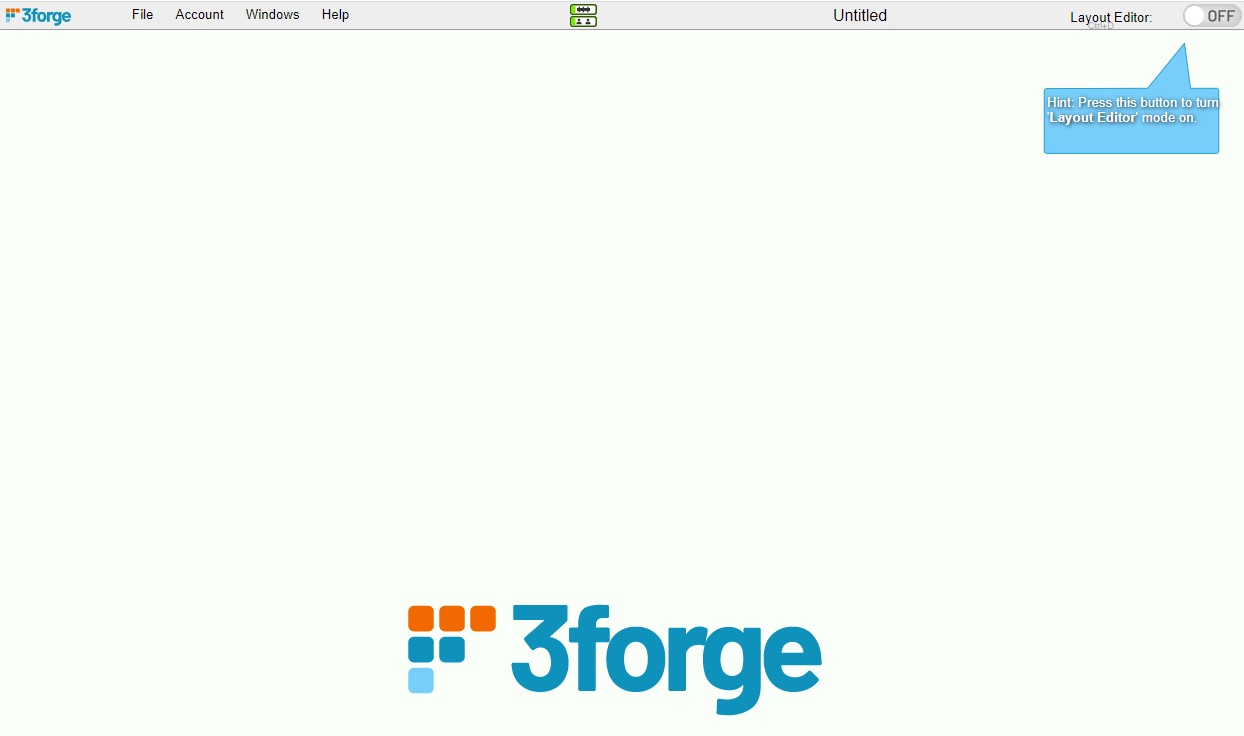 3forge
File Account Windows Help
Untitled
Layout Editor:
Ctrl+D
OFF
Hint: Press this button to turn
'Layout Editor' mode on.
3forge